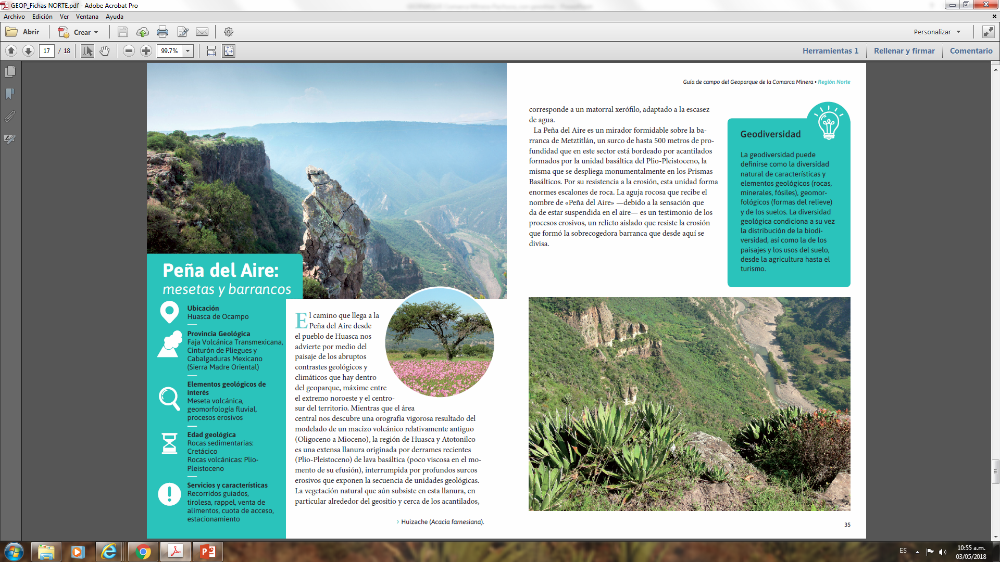 GEOP_Fichas NORTE.pdf - Adobe Acrobat Pro
Archivo Edición Ver Ventana Ayuda
Abrir Crear Personalizar
17 / 18 99.7% Herramientas 1 Rellenar y firmar Comentario
Peña del Aire:
mesetas y barrancos
Ubicación
Huasca de Ocampo
Provincia Geológica
Faja Volcánica Transmexicana,
Cinturón de Pliegues y
Cabalgaduras Mexicano
(Sierra Madre Oriental)
Elementos geológicos de
interés
Meseta volcánica,
geomorfología fluvial,
procesos erosivos
Edad geológica
Rocas sedimentarias:
Cretácico
Rocas volcánicas: Plio-
Pleistoceno
Servicios y características
Recorridos guiados,
tirolesa, rappel, venta de
alimentos, cuota de acceso,
estacionamiento
El camino que llega a la
Peña del Aire desde
el pueblo de Huasca nos
advierte por medio del
paisaje de los abruptos
contrastes geológicos y
climáticos que hay dentro
del geoparque, máxime entre
el extremo noroeste y el centro-
sur del territorio. Mientras que el área
central nos descubre una orografía vigorosa resultado del
modelado de un macizo volcánico relativamente antiguo
(Oligoceno a Mioceno), la región de Huasca y Atotonilco
es una extensa llanura originada por derrames recientes
(Plio-Pleistoceno) de lava basáltica (poco viscosa en el mo-
mento de su efusión), interrumpida por profundos surcos
erosivos que exponen la secuencia de unidades geológicas.
La vegetación natural que aún subsiste en esta llanura, en
particular alrededor del geositio y cerca de los acantilados,
› Huizache (Acacia farnesiana).
Guía de campo del Geoparque de la Comarca Minera • Región Norte
corresponde a un matorral xerófilo, adaptado a la escasez
de agua.
La Peña del Aire es un mirador formidable sobre la ba-
rranca de Metztitlán, un surco de hasta 500 metros de pro-
fundidad que en este sector está bordeado por acantilados
formados por la unidad basáltica del Plio-Pleistoceno, la
misma que se despliega monumentalmente en los Prismas
Basálticos. Por su resistencia a la erosión, esta unidad forma
enormes escalones de roca. La aguja rocosa que recibe el
nombre de «Peña del Aire» —debido a la sensación que
da de estar suspendida en el aire— es un testimonio de los
procesos erosivos, un relicto aislado que resiste la erosión
que formó la sobrecogedora barranca que desde aquí se
divisa.
Geodiversidad
La geodiversidad puede
definirse como la diversidad
natural de características y
elementos geológicos (rocas,
minerales, fósiles), geomor-
fológicos (formas del relieve)
y de los suelos. La diversidad
geológica condiciona a su vez
la distribución de la biodi-
versidad, así como la de los
paisajes y los usos del suelo,
desde la agricultura hasta el
turismo.
35
ES
10:55 a.m.
03/05/2018